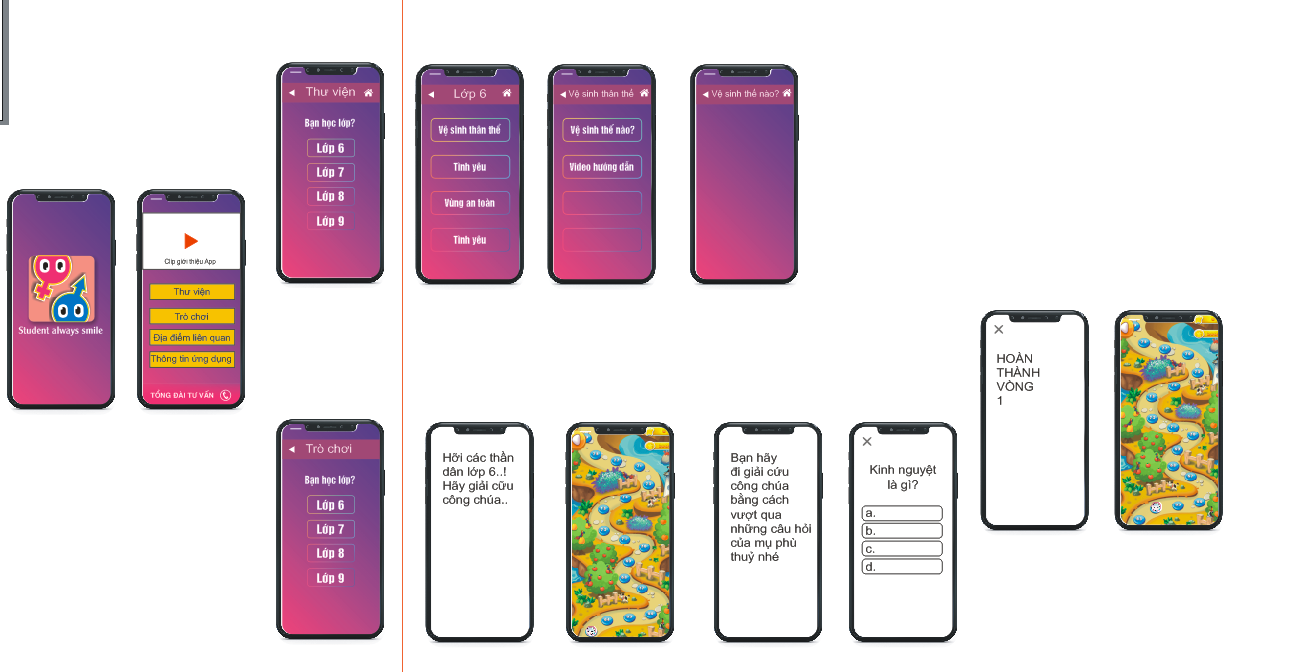 Student always smile
Clip giới thiệu App
Thư viện
Trò chơi
Địa điểm liên quan
Thông tin ứng dụng
TỔNG ĐÀI TƯ VẤN
Thư viện
Bạn học lớp?
Lớp 6
Lớp 7
Lớp 8
Lớp 9
Lớp 6
Vệ sinh thân thể
Tình yêu
Vùng an toàn
Tình yêu
Vệ sinh thân thể
Vệ sinh thế nào?
Video hướng dẫn
Vệ sinh thế nào?
Trò chơi
Bạn học lớp?
Lớp 6
Lớp 7
Lớp 8
Lớp 9
Hỡi các thần
dân lớp 6..!
Hãy giải cữu
công chúa..
Bạn hãy
đi giải cứu
công chúa
bằng cách
vượt qua
những câu hỏi
của mụ phù
thuỷ nhé
Kinh nguyệt
là gì?
a.
b.
c.
d.
HOÀN
THÀNH
VÒNG
1